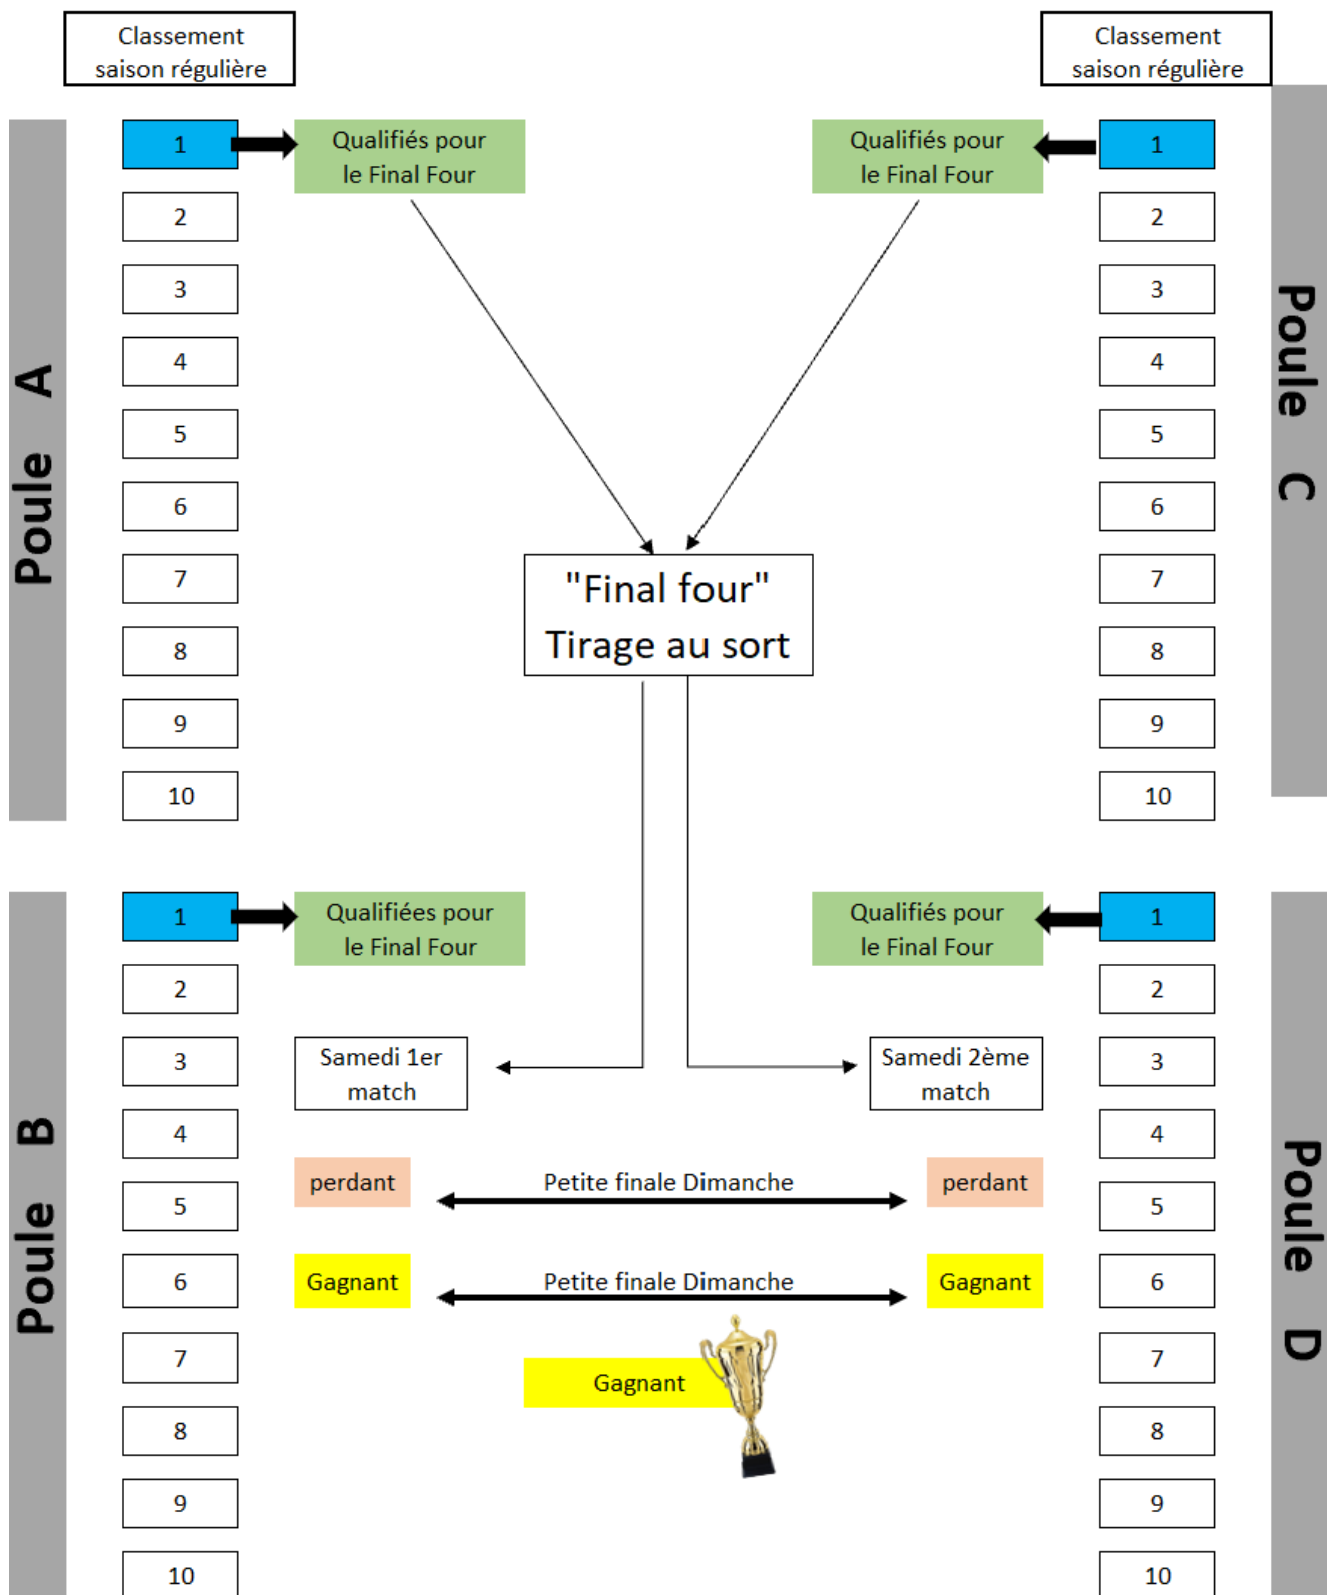 Classement
saison régulière
Classement
saison régulière
Poule A
1
2
3
4
5
6
7
8
9
10
Qualifiés pour
le Final Four
Qualifiés pour
le Final Four
1
2
3
4
5
6
7
8
9
10
Poule C
"Final four"
Tirage au sort
Poule B
1
2
3
4
5
6
7
8
9
10
Qualifiées pour
le Final Four
Qualifiés pour
le Final Four
Samedi 1er
match
Samedi 2ème
match
perdant
Petite finale Dimanche
perdant
Gagnant
Petite finale Dimanche
Gagnant
Gagnant
1
2
3
4
5
6
7
8
9
10
Poule D